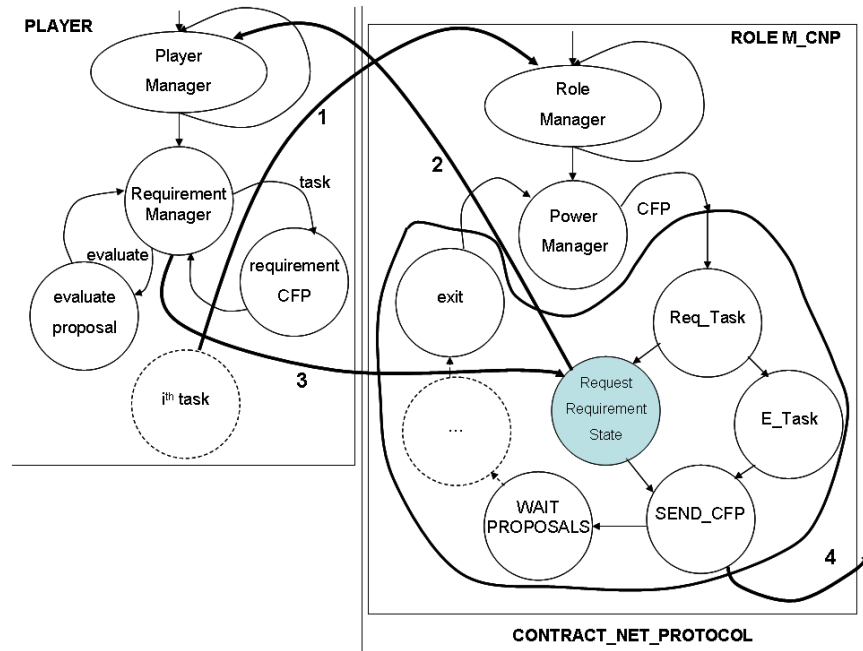 PLAYER
ROLE M_CNP
Player
Manager
Role
Manager
1
2
task
Requirement
Manager
Power
Manager
CFP
evaluate
requirement
CFP
evaluate
proposal
exit
Req_Task
3
ith task
Request
Requirement
State
...
E_Task
WAIT
PROPOSALS
SEND_CFP
4
CONTRACT_NET_PROTOCOL